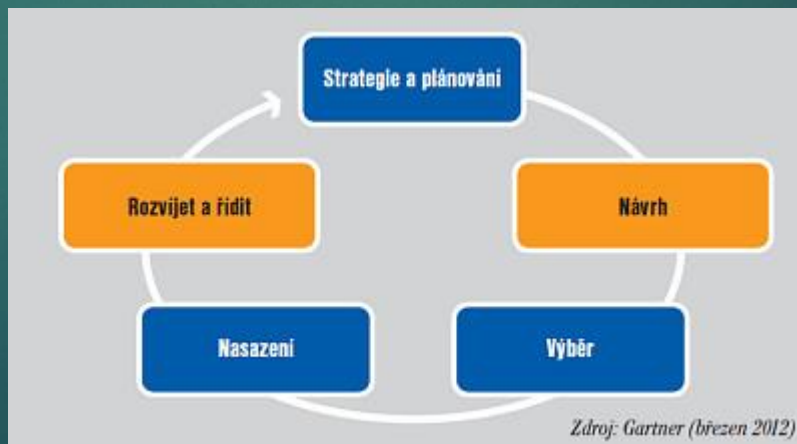 Strategie a plánování
Návrh
Výběr
Nasazení
Rozvíjet a řídit
Zdroj: Gartner (březen 2012)